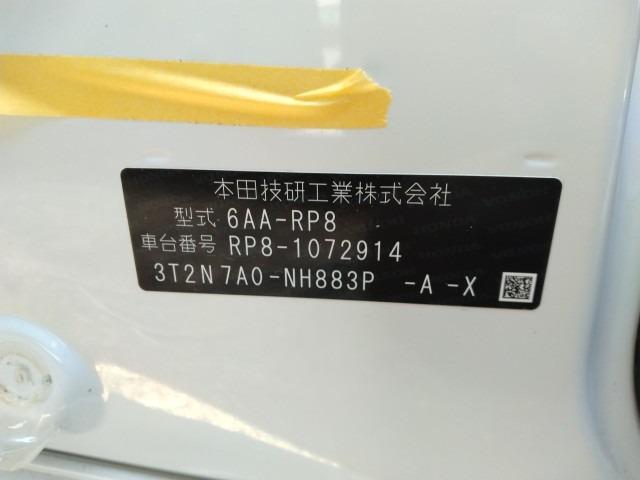 本田技研工業株式会社
型式 6AA-RP8
車台番号 RP8-1072914
3T2N7A0-NH883P -A -X